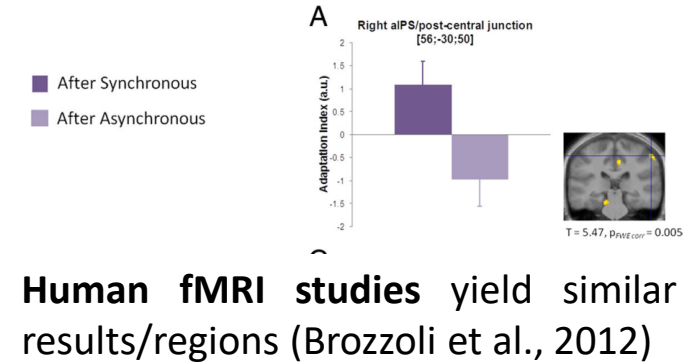 A
Right aIPS/post-central junction
[56;-30;50]
After Synchronous
After Asynchronous
Adaptation Index (a.u.)
2
1.5
1
0.5
0
-0.5
-1
-1.5
-2
T = 5.47, pFWE corr = 0.005
Human fMRI studies yield similar
results/regions (Brozzoli et al., 2012)